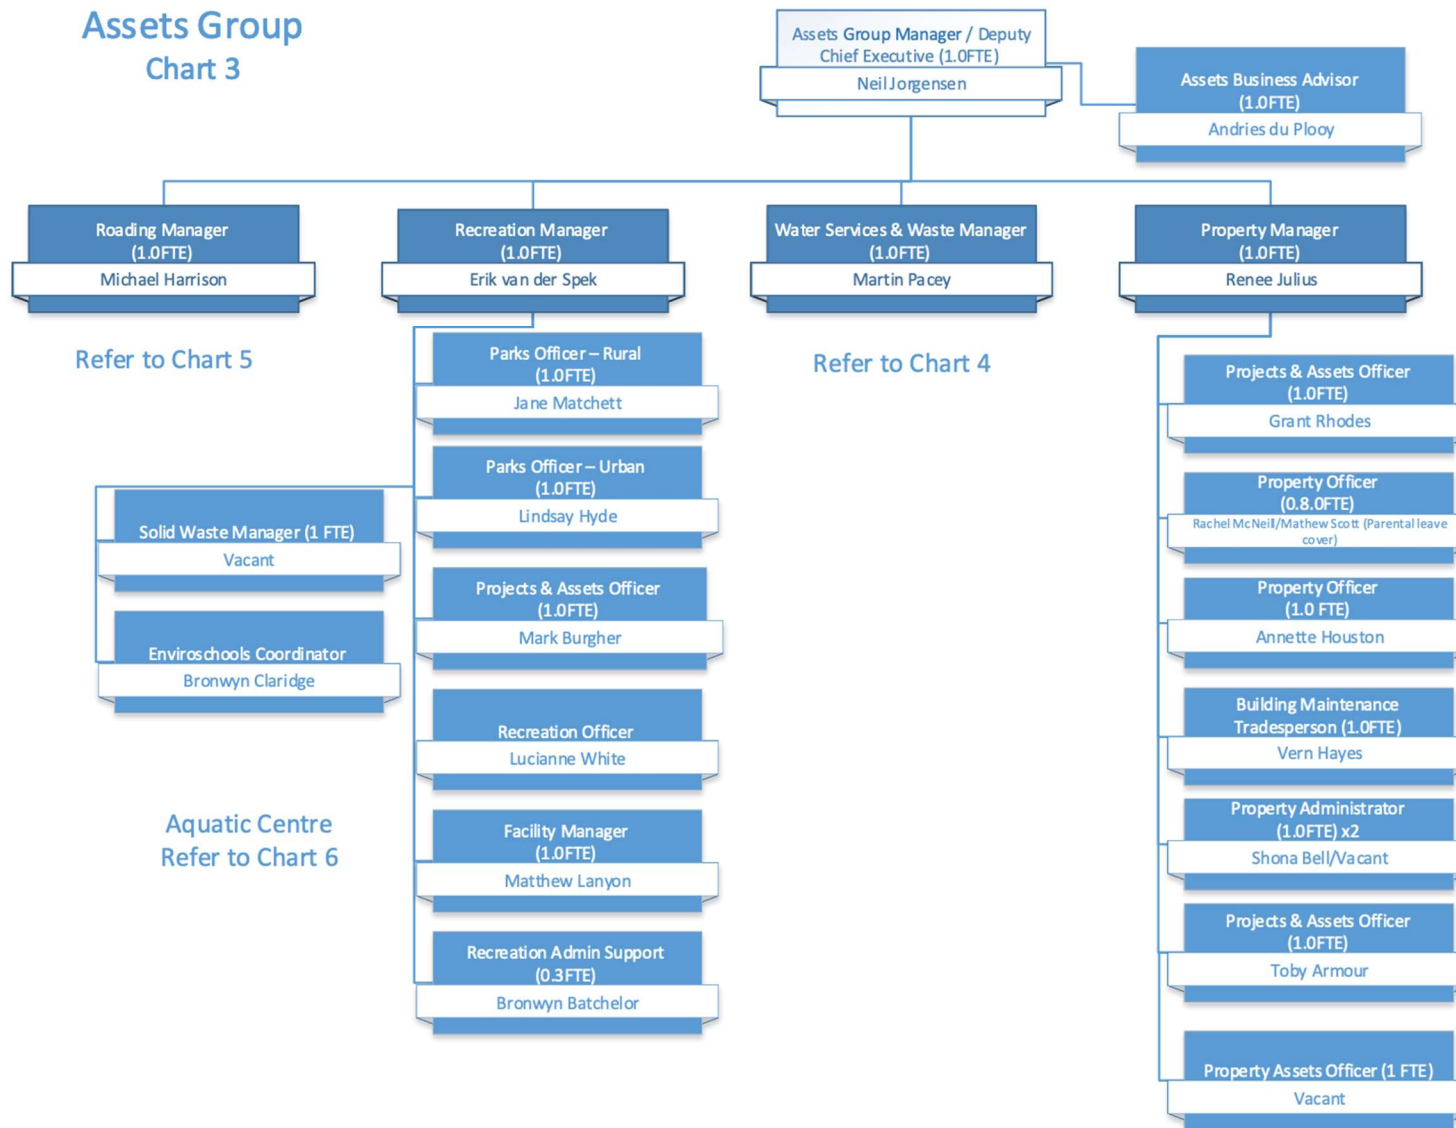 Assets Group
Chart 3
Assets Group Manager / Deputy
Chief Executive (1.0FTE)
Neil Jorgensen
Assets Business Advisor
(1.0FTE)
Andries du Plooy
Roading Manager
(1.0FTE)
Michael Harrison
Refer to Chart 5
Recreation Manager
(1.0FTE)
Erik van der Spek
Water Services & Waste Manager
(1.0FTE)
Martin Pacey
Refer to Chart 4
Property Manager
(1.0FTE)
Renee Julius
Parks Officer – Rural
(1.0FTE)
Jane Matchett
Parks Officer – Urban
(1.0FTE)
Lindsay Hyde
Projects & Assets Officer
(1.0FTE)
Mark Burgher
Recreation Officer
Lucianne White
Facility Manager
(1.0FTE)
Matthew Lanyon
Recreation Admin Support
(0.3FTE)
Bronwyn Batchelor
Solid Waste Manager (1 FTE)
Vacant
Enviroschools Coordinator
Bronwyn Claridge
Aquatic Centre
Refer to Chart 6
Projects & Assets Officer
(1.0FTE)
Grant Rhodes
Property Officer
(0.8.0FTE)
Rachel McNeill/Mathew Scott (Parental leave
cover)
Property Officer
(1.0 FTE)
Annette Houston
Building Maintenance
Tradesperson (1.0FTE)
Vern Hayes
Property Administrator
(1.0FTE) x2
Shona Bell/Vacant
Projects & Assets Officer
(1.0FTE)
Toby Armour
Property Assets Officer (1 FTE)
Vacant